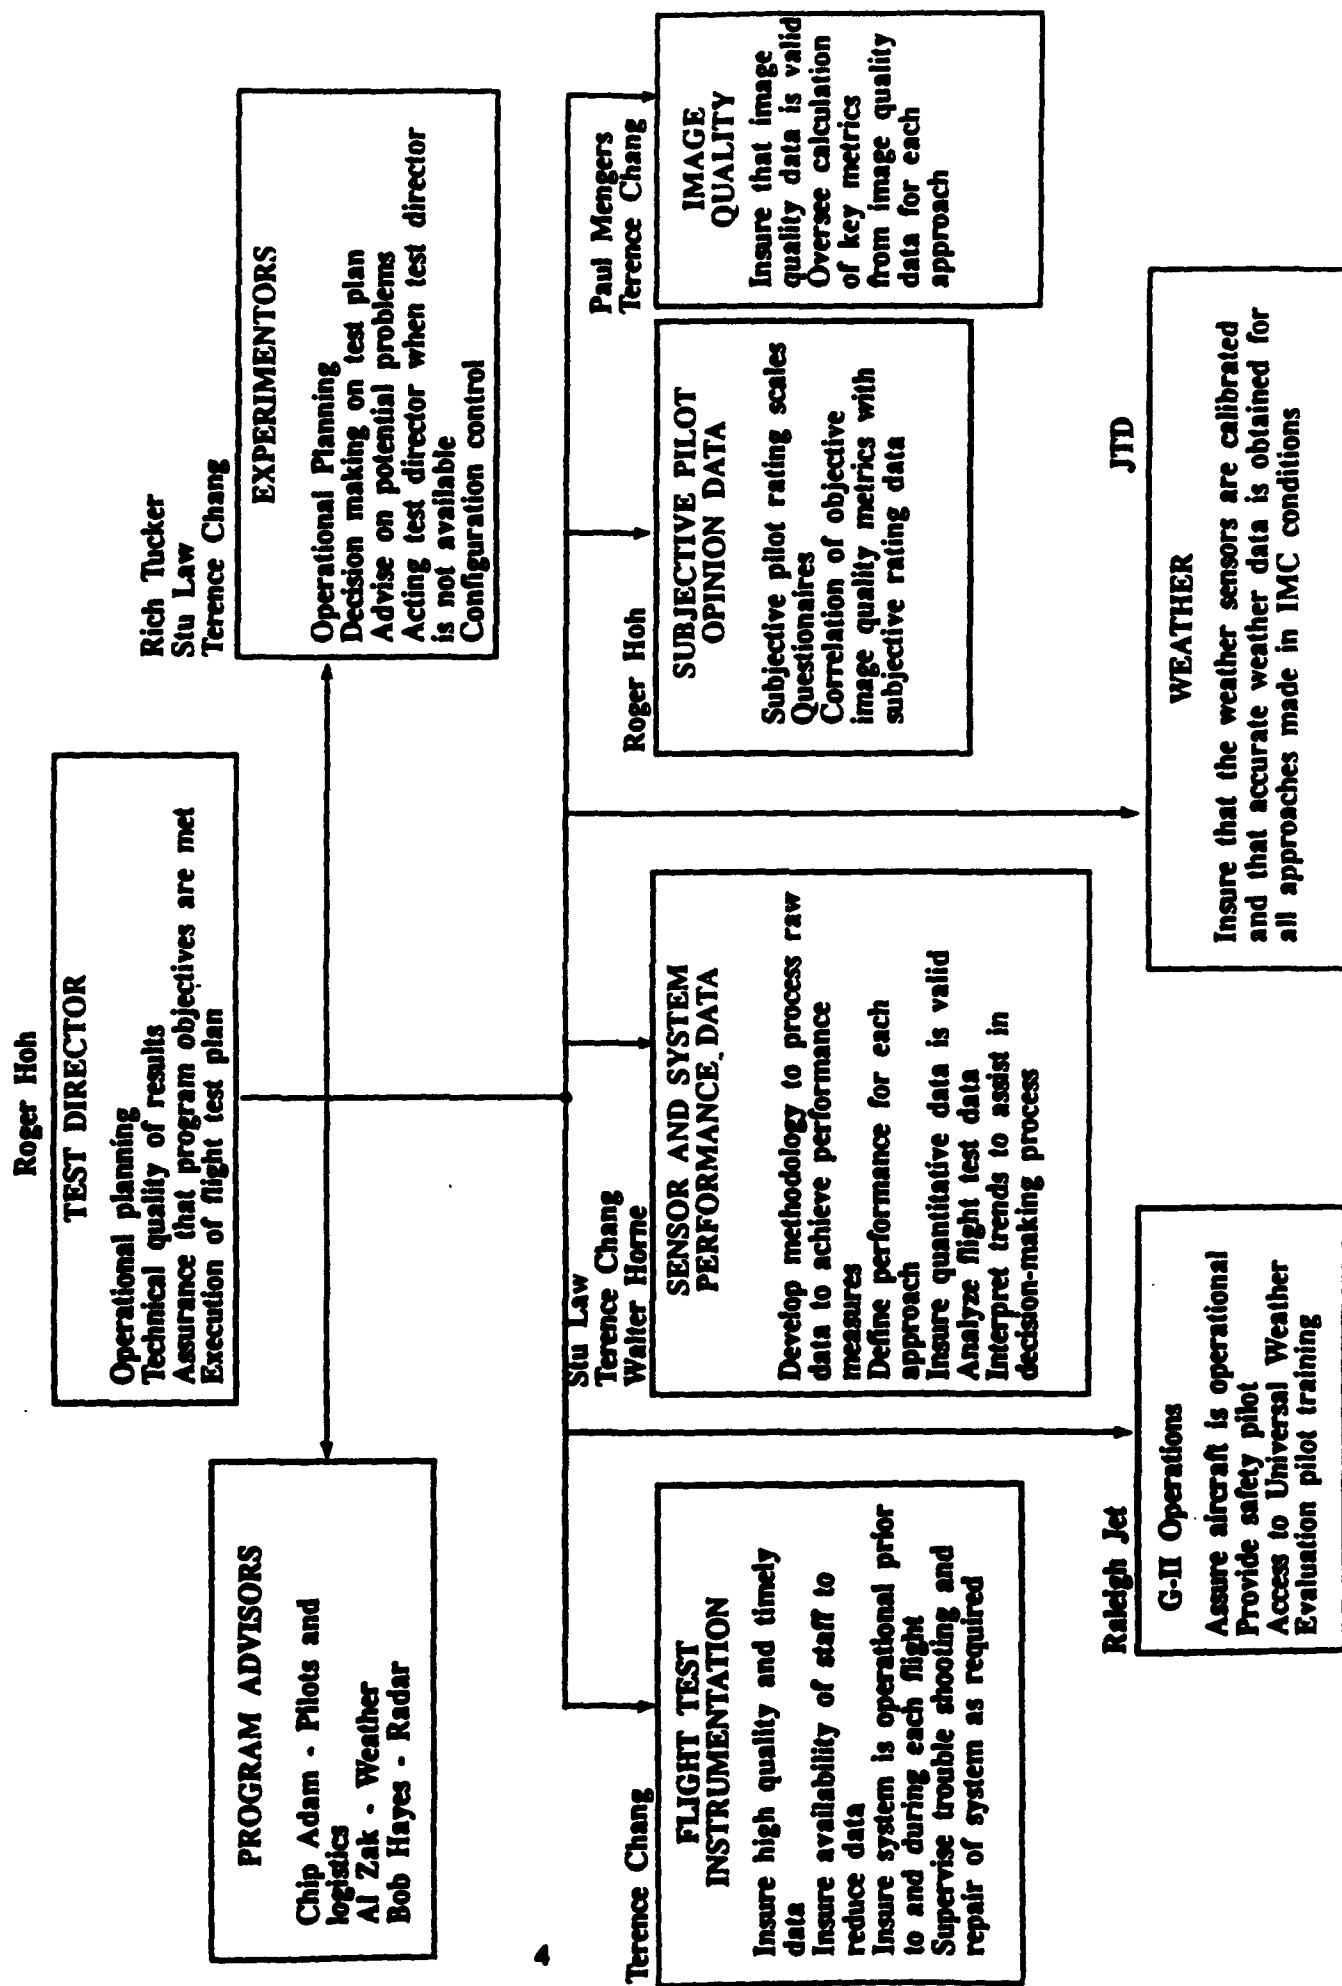 Roger Hoh
TEST DIRECTOR
Operational planning
Technical quality of results
Assurance that program objectives are met
Execution of flight test plan
PROGRAM ADVISORS
Chip Adam - Pilots and
logistics
Al Zak - Weather
Bob Hayes - Radar
Rich Tucker
Stu Law
Terence Chang
EXPERIMENTORS
Operational Planning
Decision making on test plan
Advise on potential problems
Acting test director when test director
is not available
Configuration control
Terence Chang
FLIGHT TEST
INSTRUMENTATION
Insure high quality and timely
data
Insure availability of staff to
reduce data
Insure system is operational prior
to and during each flight
Supervise trouble shooting and
repair of system as required
Stu Law
Terence Chang
Walter Horne
SENSOR AND SYSTEM
PERFORMANCE DATA
Develop methodology to process raw
data to achieve performance
measures
Define performance for each
approach
Insure quantitative data is valid
Analyze flight test data
Interpret trends to assist in
decision-making process
Roger Hoh
SUBJECTIVE PILOT
OPINION DATA
Subjective pilot rating scales
Questionaires
Correlation of objective
image quality metrics with
subjective rating data
Paul Mengers
Terence Chang
IMAGE
QUALITY
Insure that image
quality data is valid
Oversee calculation
of key metrics
from image quality
data for each
approach
Raleigh Jet
G-II Operations
Assure aircraft is operational
Provide safety pilot
Access to Universal Weather
Evaluation pilot training
JTD
WEATHER
Insure that the weather sensors are calibrated
and that accurate weather data is obtained for
all approaches made in IMC conditions
4